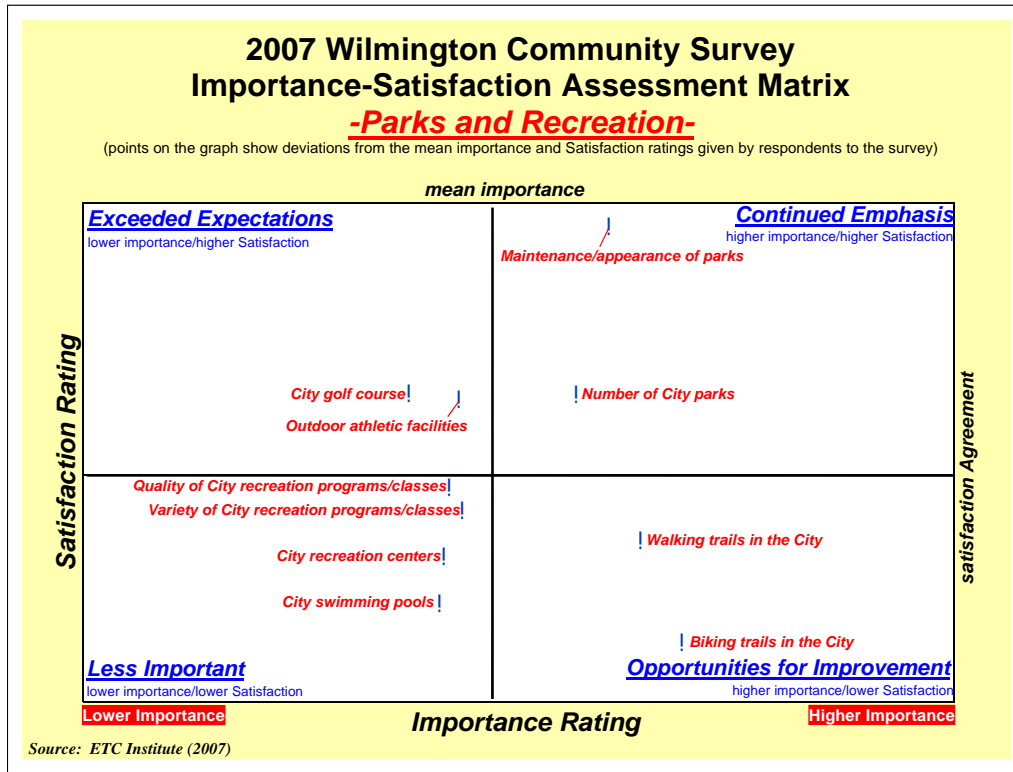 2007 Wilmington Community Survey
Importance-Satisfaction Assessment Matrix
-Parks and Recreation-
(points on the graph show deviations from the mean importance and Satisfaction ratings given by respondents to the survey)
mean importance
Exceeded Expectations
lower importance/higher Satisfaction
Continued Emphasis
higher importance/higher Satisfaction
Maintenance/appearance of parks
City golf course
Number of City parks
Outdoor athletic facilities
Satisfaction Rating
satisfaction Agreement
Quality of City recreation programs/classes
Variety of City recreation programs/classes
Walking trails in the City
City recreation centers
City swimming pools
Biking trails in the City
Less Important
lower importance/lower Satisfaction
Opportunities for Improvement
higher importance/lower Satisfaction
Lower Importance
Importance Rating
Higher Importance
Source: ETC Institute (2007)